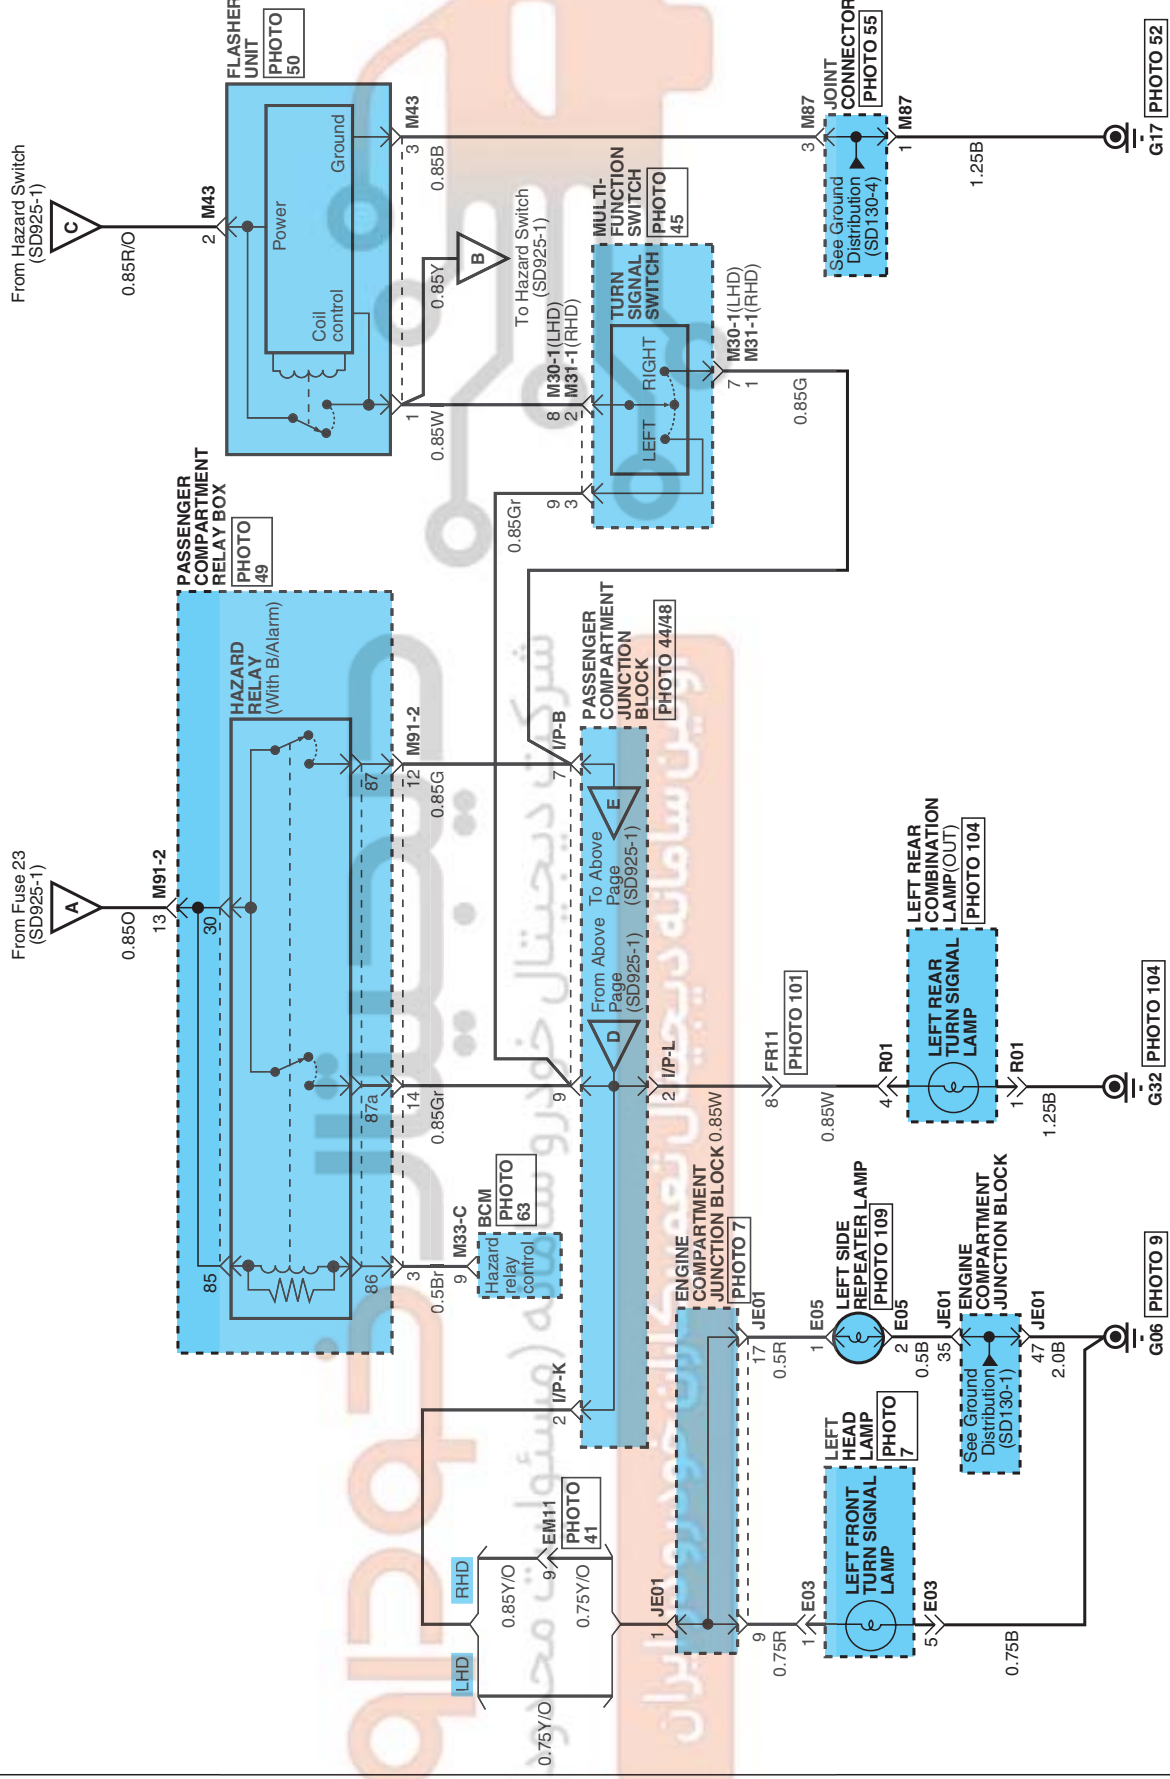 From Hazard Switch
(SD925-1)
C
0.85R/O
2
M43
FLASHER
UNIT
PHOTO
50
Power
Coil
control
Ground
3
M43
0.85B
1
0.85W
0.85Y
B
To Hazard Switch
(SD925-1)
8
M30-1(LHD)
2
M31-1(RHD)
MULTI-
FUNCTION
SWITCH
PHOTO
45
TURN
SIGNAL
SWITCH
LEFT
RIGHT
9
3
0.85Gr
7
M30-1(LHD)
1
M31-1(RHD)
0.85G
3
M87
JOINT
CONNECTOR
PHOTO 55
See Ground
Distribution
(SD130-4)
1
M87
1.25B
G17
PHOTO 52
From Fuse 23
(SD925-1)
A
0.85O
13
M91-2
PASSENGER
COMPARTMENT
RELAY BOX
PHOTO
49
HAZARD
RELAY
(With B/Alarm)
85
30
86
87a
87
3
14
12
M91-2
0.5Br
0.85Gr
0.85G
9
M33-C
BCM
PHOTO
63
Hazard
relay
control
2
I/P-K
9
7
I/P-B
PASSENGER
COMPARTMENT
JUNCTION
BLOCK
PHOTO 44/48
D
From Above
Page
(SD925-1)
E
To Above
Page
(SD925-1)
2
I/P-L
0.85W
8
FR11
PHOTO 101
0.85W
4
R01
LEFT REAR
COMBINATION
LAMP(OUT)
PHOTO 104
LEFT REAR
TURN SIGNAL
LAMP
1
R01
1.25B
G32
PHOTO 104
LHD
RHD
0.75Y/O
0.85Y/O
9
EM11
PHOTO
41
0.75Y/O
1
JE01
ENGINE
COMPARTMENT
JUNCTION BLOCK
PHOTO 7
9
17
JE01
0.75R
0.5R
1
E03
LEFT
HEAD
LAMP
PHOTO
7
LEFT FRONT
TURN SIGNAL
LAMP
5
E03
0.75B
1
E05
LEFT SIDE
REPEATER LAMP
PHOTO 109
2
E05
0.5B
35
JE01
ENGINE
COMPARTMENT
JUNCTION BLOCK
See Ground
Distribution
(SD130-1)
47
JE01
2.0B
G06
PHOTO 9
شرکت دیجیتال خودرو سامانه (مسئولیت محدود)
اولین سامانه دیجیتال تعمیرکاران خودرو در ایران